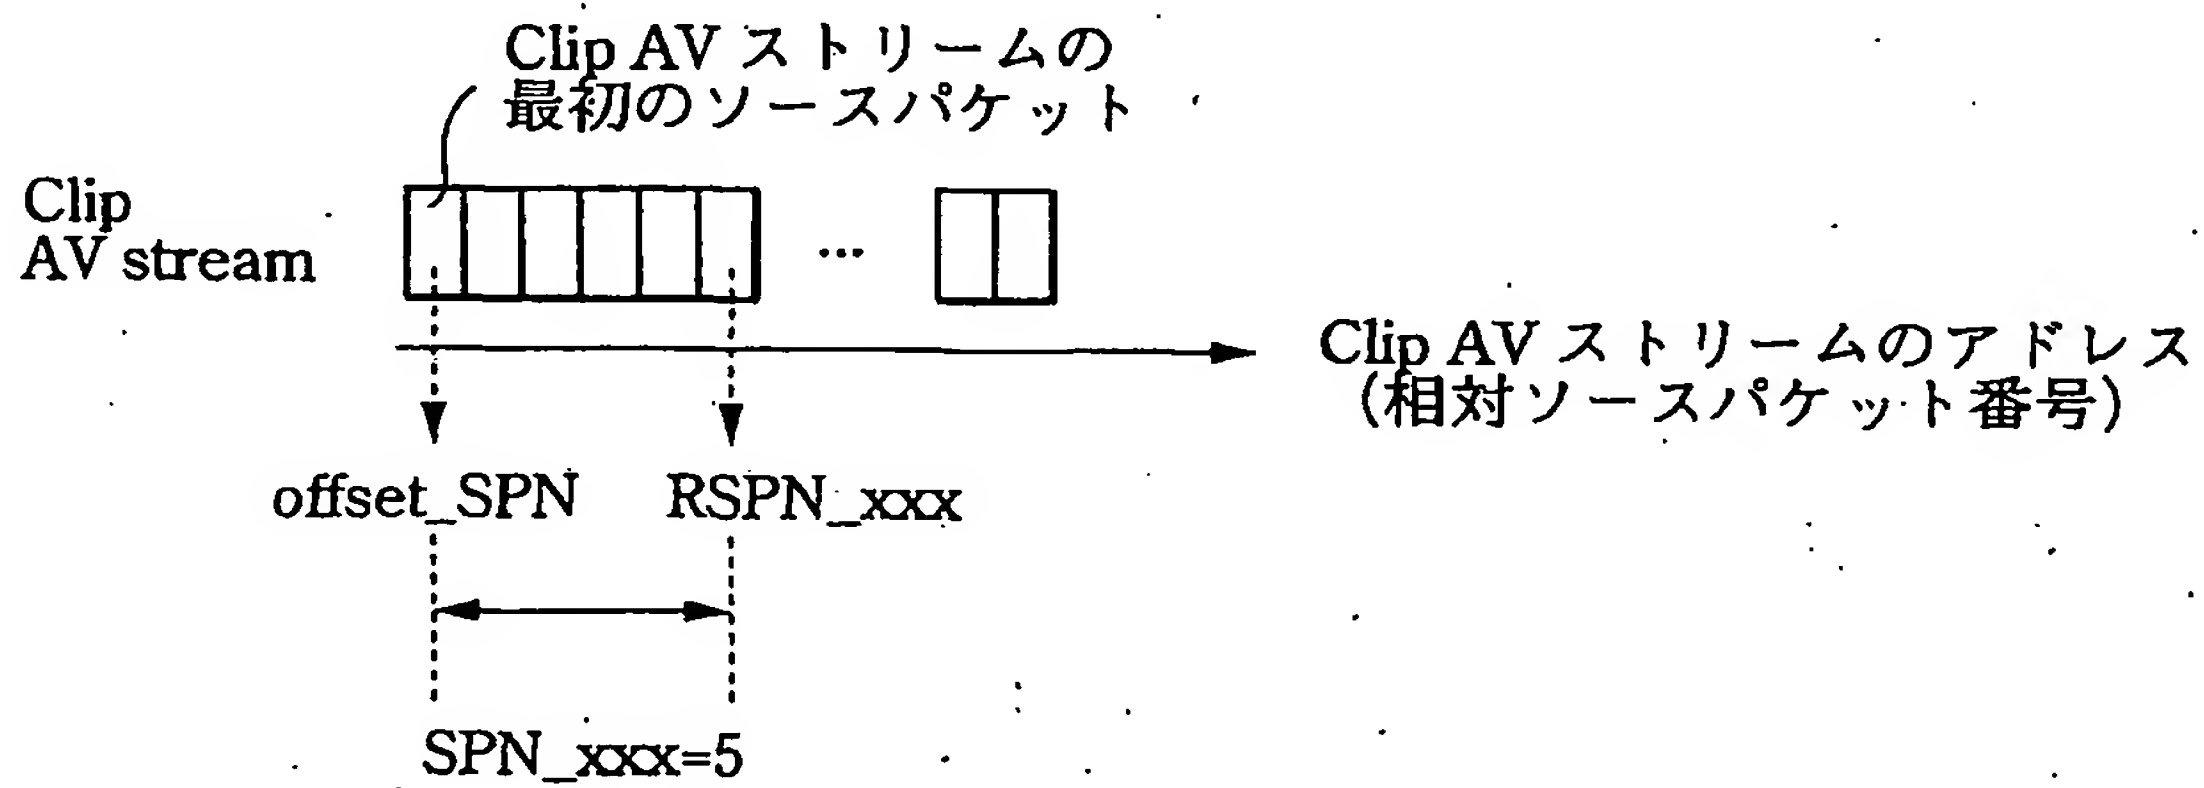 Clip AV ストリームの
最初のソースパケット
Clip
AV stream
...
Clip AV ストリームのアドレス
(相対ソースパケット番号)
offset_SPN
RSPN_xxx
SPN_xxx=5